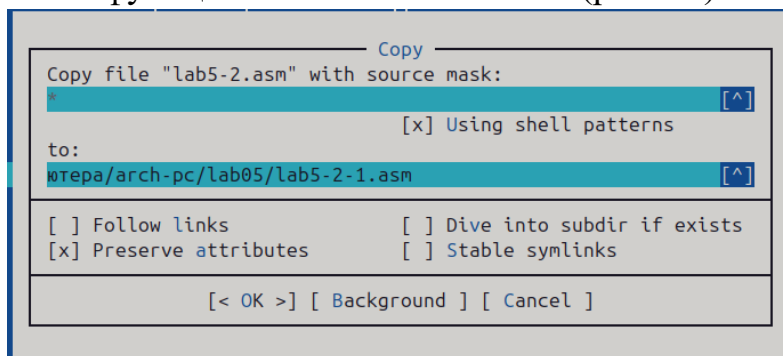 Copy
Copy file "lab5-2.asm" with source mask:
* [^]
[x] Using shell patterns
to:
ютера/arch-pc/lab05/lab5-2-1.asm [^]
[ ] Follow links [ ] Dive into subdir if exists
[x] Preserve attributes [ ] Stable symlinks
[< OK >] [ Background ] [ Cancel ]